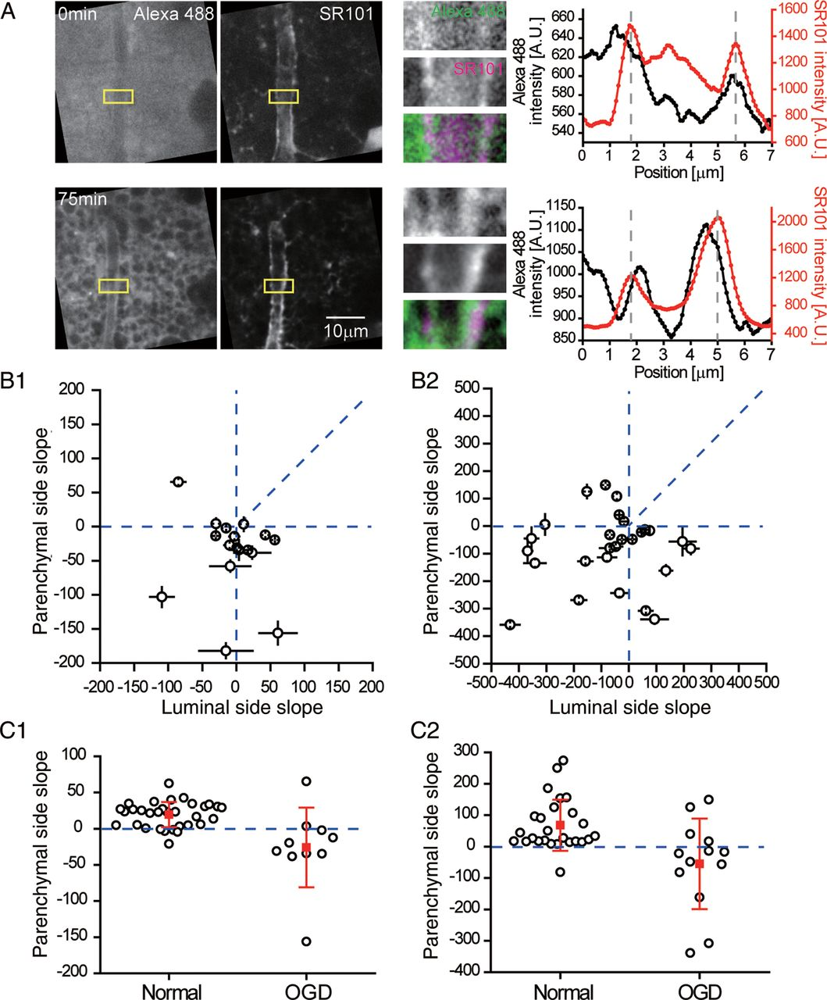 A
0min
Alexa 488
SR101
Alexa 488
SR101
Alexa 488 intensity [A.U.]
660
640
620
600
580
560
540
0 1 2 3 4 5 6 7
Position [μm]
1600
1400
1200
1000
800
600
SR101 intensity [A.U.]
75min
10μm
Alexa 488 intensity [A.U.]
1150
1100
1050
1000
950
900
850
0 1 2 3 4 5 6 7
Position [μm]
2000
1600
1200
800
400
SR101 intensity [A.U.]
B1
Parenchymal side slope
200
150
100
50
0
-50
-100
-150
-200
-200 -150 -100 -50 0 50 100 150 200
Luminal side slope
B2
Parenchymal side slope
500
400
300
200
100
0
-100
-200
-300
-400
-500
-500 -400 -300 -200 -100 0 100 200 300 400 500
Luminal side slope
C1
Parenchymal side slope
100
50
0
-50
-100
-150
-200
Normal OGD
C2
Parenchymal side slope
300
200
100
0
-100
-200
-300
-400
Normal OGD